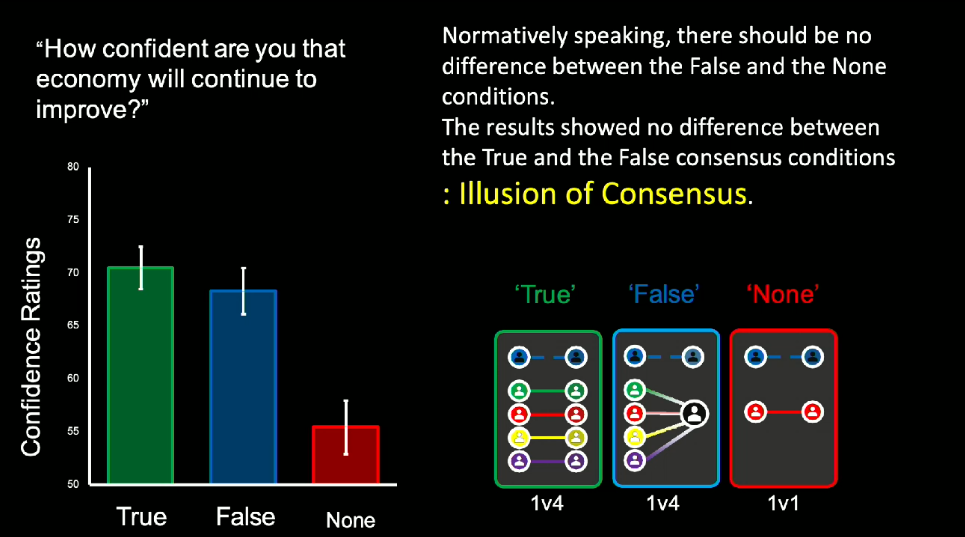 “How confident are you that
economy will continue to
improve?”
Normatively speaking, there should be no
difference between the False and the None
conditions.
The results showed no difference between
the True and the False consensus conditions
: Illusion of Consensus.
Confidence Ratings
80
75
70
65
60
55
50
True
False
None
‘True’
‘False’
‘None’
1v4
1v4
1v1